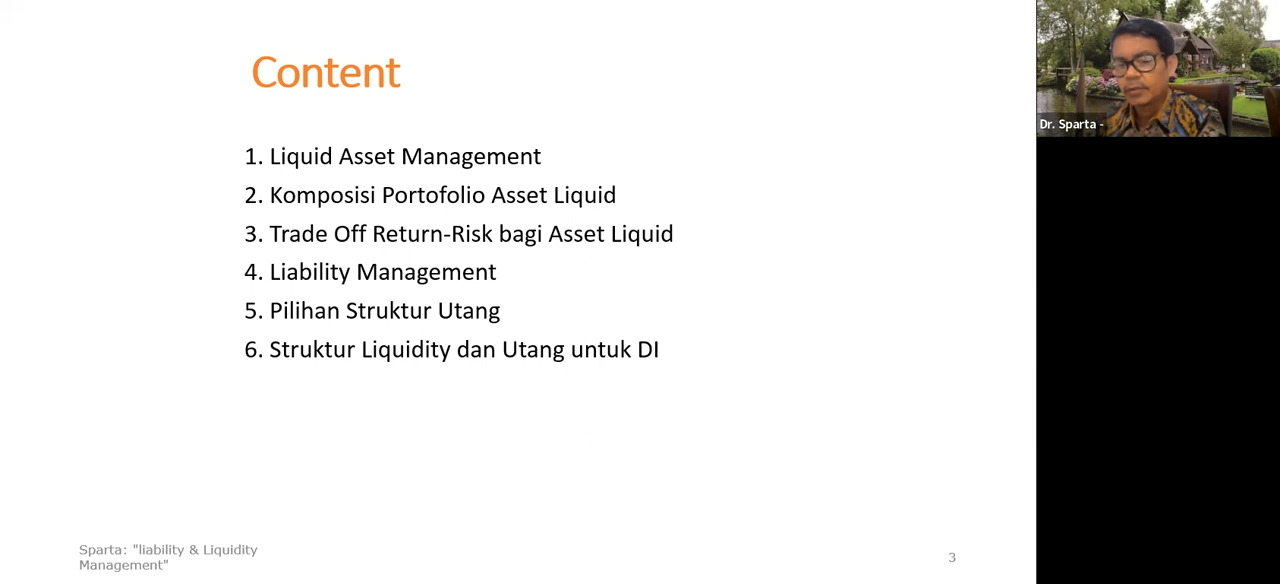 Content
1. Liquid Asset Management
2. Komposisi Portofolio Asset Liquid
3. Trade Off Return-Risk bagi Asset Liquid
4. Liability Management
5. Pilihan Struktur Utang
6. Struktur Liquidity dan Utang untuk DI
Sparta: "liability & Liquidity
Management"
3
Dr. Sparta -